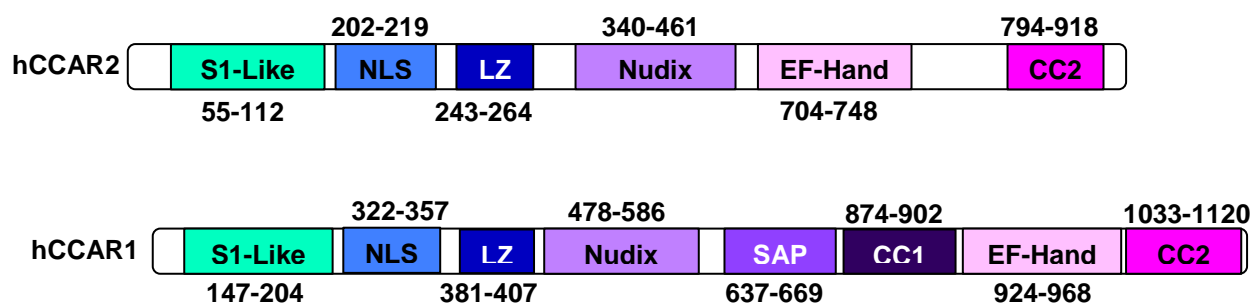 202-219 340-461 794-918
hCCAR2 S1-Like NLS LZ Nudix EF-Hand CC2
55-112 243-264 704-748
322-357 478-586 874-902 1033-1120
hCCAR1 S1-Like NLS LZ Nudix SAP CC1 EF-Hand CC2
147-204 381-407 637-669 924-968